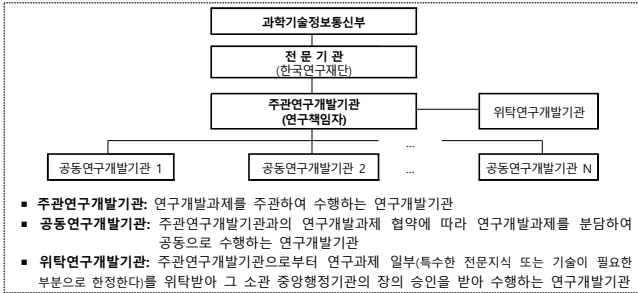 과학기술정보통신부
전 문 기 관
(한국연구재단)
주관연구개발기관
(연구책임자)
위탁연구개발기관
...
공동연구개발기관 1
공동연구개발기관 2
...
공동연구개발기관 N
▪ 주관연구개발기관: 연구개발과제를 주관하여 수행하는 연구개발기관
▪ 공동연구개발기관: 주관연구개발기관과의 연구개발과제 협약에 따라 연구개발과제를 분담하여
공동으로 수행하는 연구개발기관
▪ 위탁연구개발기관: 주관연구개발기관으로부터 연구과제 일부(특수한 전문지식 또는 기술이 필요한
부분으로 한정한다)를 위탁받아 그 소관 중앙행정기관의 장의 승인을 받아 수행하는 연구개발기관